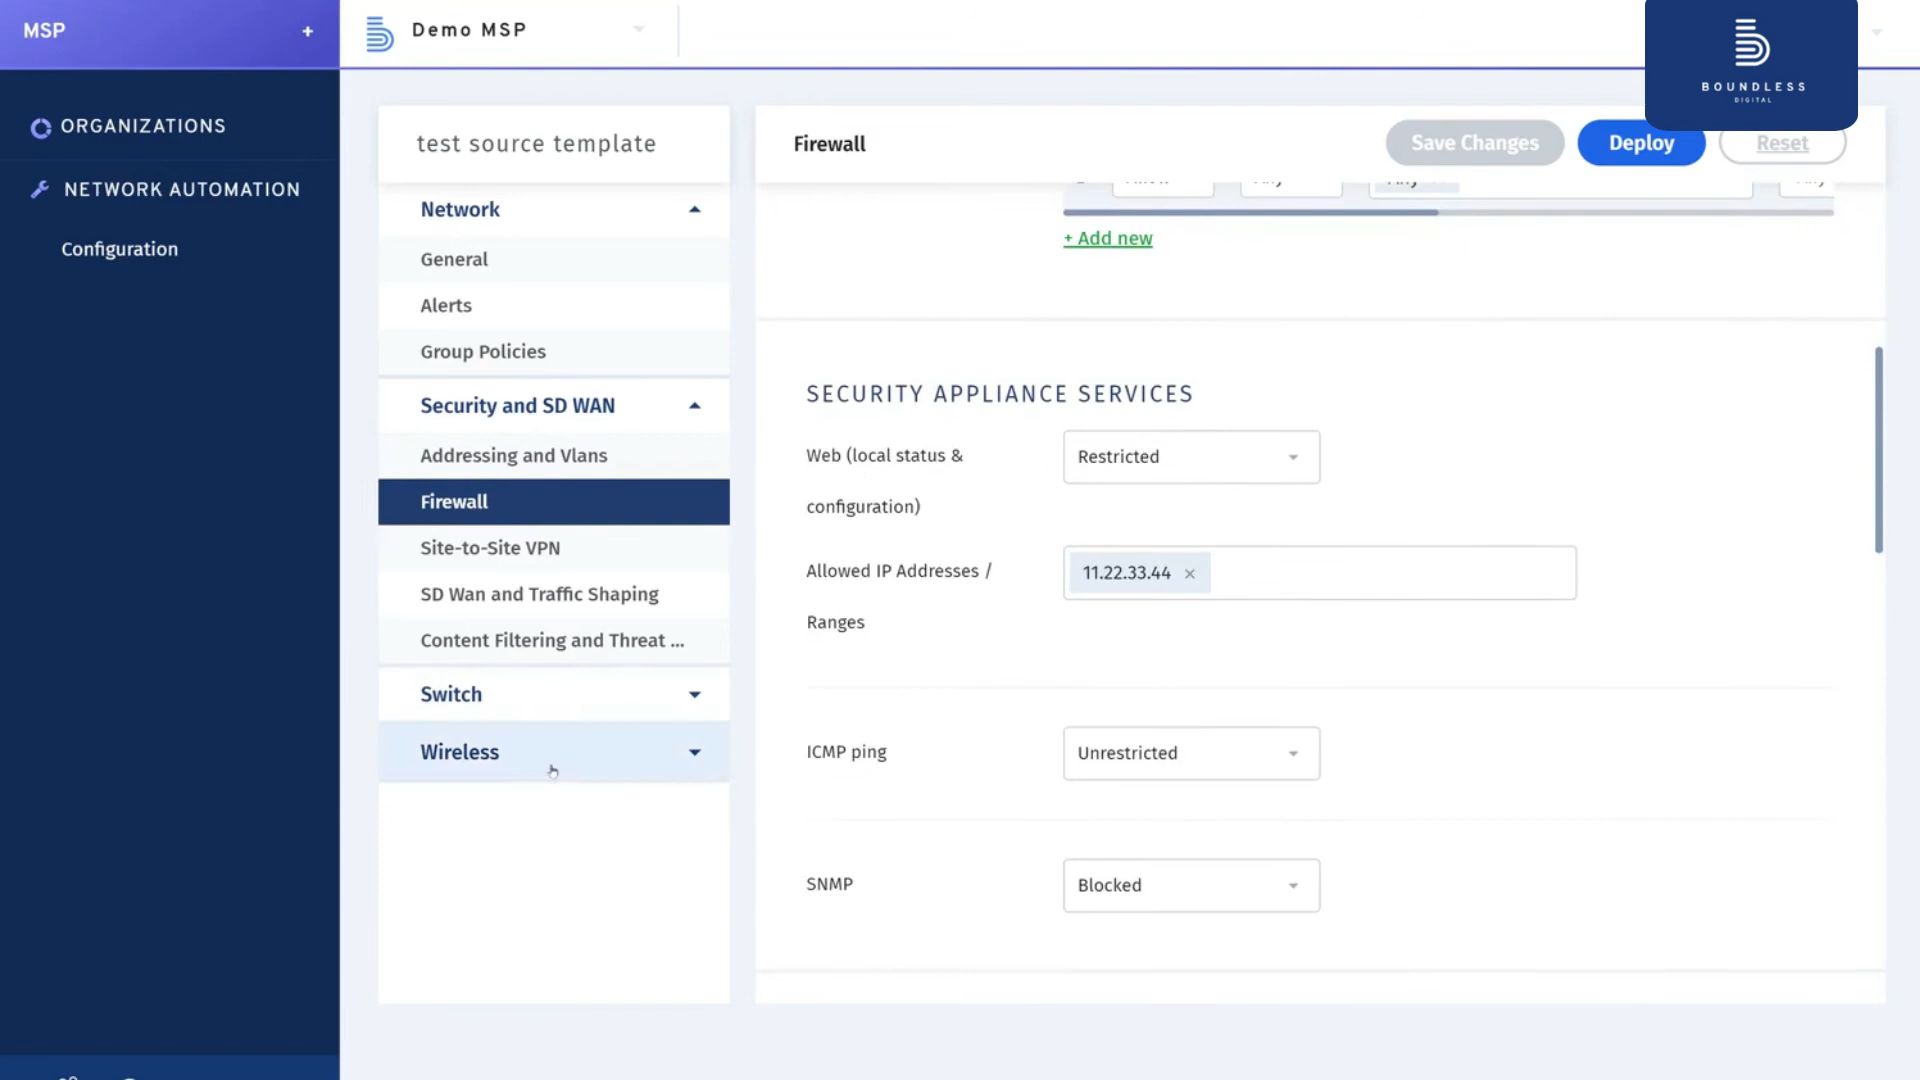 MSP
+
Demo MSP
BOUNDLESS
DIGITAL
ORGANIZATIONS
NETWORK AUTOMATION
Configuration
test source template
Network
General
Alerts
Group Policies
Security and SD WAN
Addressing and Vlans
Firewall
Site-to-Site VPN
SD Wan and Traffic Shaping
Content Filtering and Threat ...
Switch
Wireless
Firewall
Save Changes
Deploy
Reset
+ Add new
SECURITY APPLIANCE SERVICES
Web (local status &
configuration)
Restricted
Allowed IP Addresses /
Ranges
11.22.33.44 ×
ICMP ping
Unrestricted
SNMP
Blocked